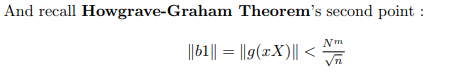 And recall Howgrave-Graham Theorem's second point :
‖b1‖ = ‖g(xX)‖ < N^m/√n